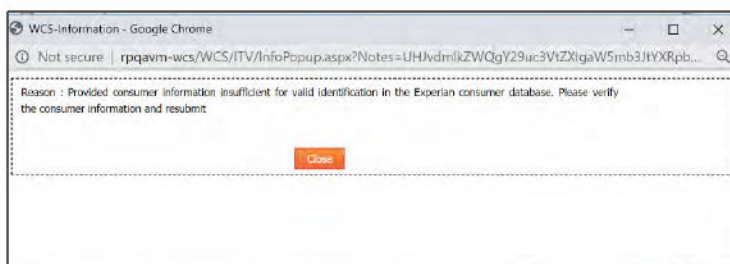 WCS-Information - Google Chrome
Not secure | rpqavm-wcs/WCS/ITV/InfoPopup.aspx?Notes=UHJvdmlkZWQgY29uc3VtZXIgaW5mb3JtYXRpb...
Reason : Provided consumer information insufficient for valid identification in the Experian consumer database. Please verify
the consumer information and resubmit
Close